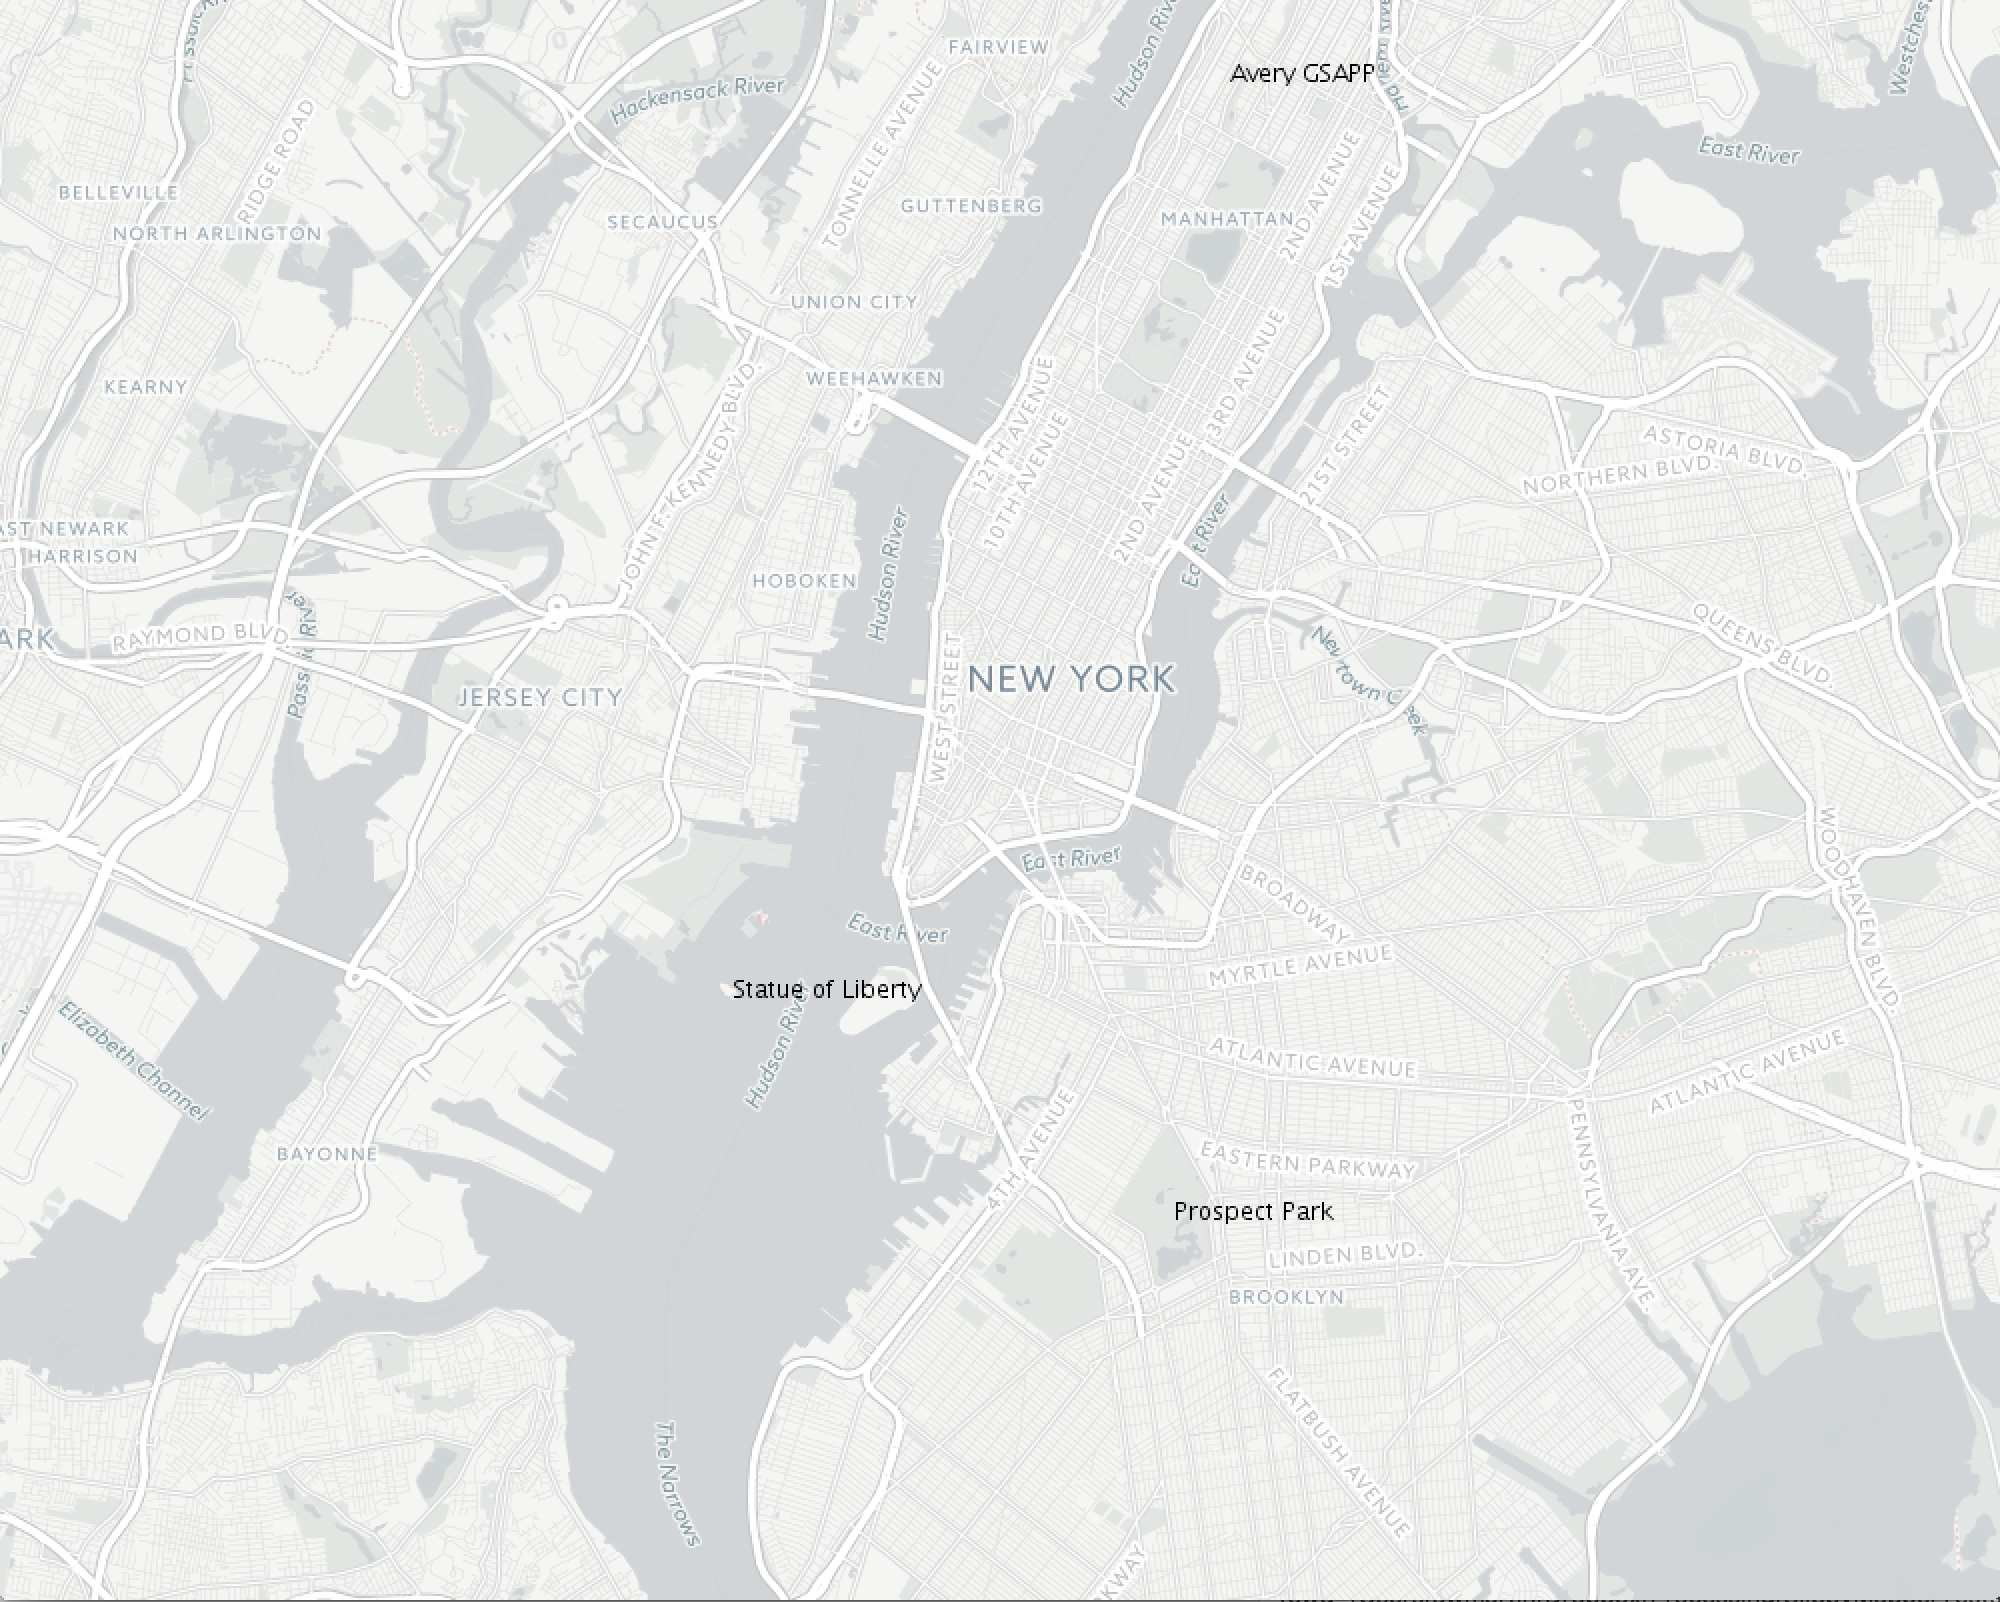 FAIRVIEW
Hudson River
Avery GSAPP
Hackensack River
TONNELLE AVENUE
East River
RIDGE ROAD
BELLEVILLE
NORTH ARLINGTON
SECAUCUS
GUTTENBERG
MANHATTAN
2ND AVENUE
1ST AVENUE
UNION CITY
KEARNY
WEEHAWKEN
3RD AVENUE
12TH AVENUE
10TH AVENUE
21ST STREET
2ND AVENUE
ASTORIA BLVD.
NORTHERN BLVD.
JOHN F. KENNEDY BLVD.
AST NEWARK
HARRISON
HOBOKEN
Hudson River
East River
ARK
RAYMOND BLVD.
Passaic River
JERSEY CITY
WEST STREET
NEW YORK
Newtown Creek
QUEENS BLVD.
WOODHAVEN BLVD.
East River
BROADWAY
East River
MYRTLE AVENUE
Statue of Liberty
Hudson River
Elizabeth Channel
ATLANTIC AVENUE
ATLANTIC AVENUE
BAYONNE
4TH AVENUE
EASTERN PARKWAY
PENNSYLVANIA AVE.
Prospect Park
LINDEN BLVD.
BROOKLYN
FLATBUSH AVENUE
The Narrows
KWAY